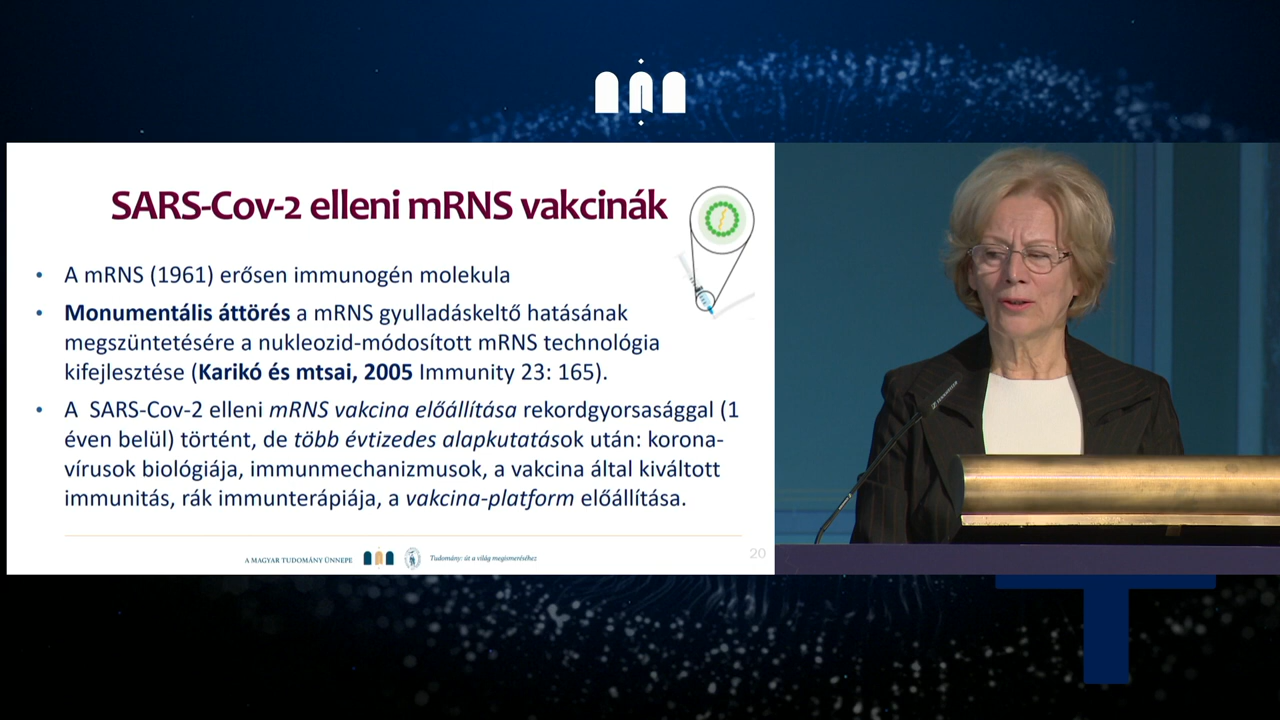 SARS-Cov-2 elleni mRNS vakcinák
• A mRNS (1961) erősen immunogén molekula
• Monumentális áttörés a mRNS gyulladáskeltő hatásának
megszüntetésére a nukleozid-módosított mRNS technológia
kifejlesztése (Karikó és mtsai, 2005 Immunity 23: 165).
• A SARS-Cov-2 elleni mRNS vakcina előállítása rekordgyorsasággal (1
éven belül) történt, de több évtizedes alapkutatások után: korona-
vírusok biológiája, immunmechanizmusok, a vakcina által kiváltott
immunitás, rák immunterápiája, a vakcina-platform előállítása.
A MAGYAR TUDOMÁNY ÜNNEPE
Tudomány: út a világ megismeréséhez
20